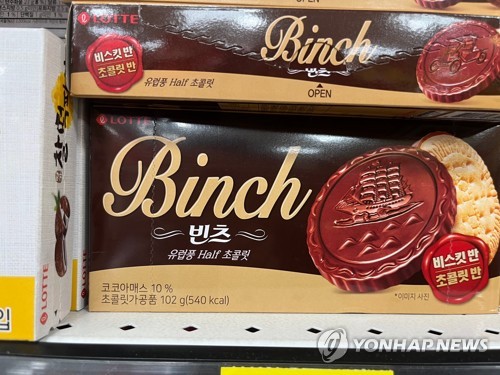 LOTTE
Binch
빈츠
비스킷 반
초콜릿 반
유럽풍 Half 초콜릿
OPEN
OPEN
LOTTE
Binch
빈츠
유럽풍 Half 초콜릿
비스킷 반
초콜릿 반
코코아매스 10 %
초콜릿가공품 102 g(540 kcal)
*이미지 사진
LOTTE
입
YONHAPNEWS